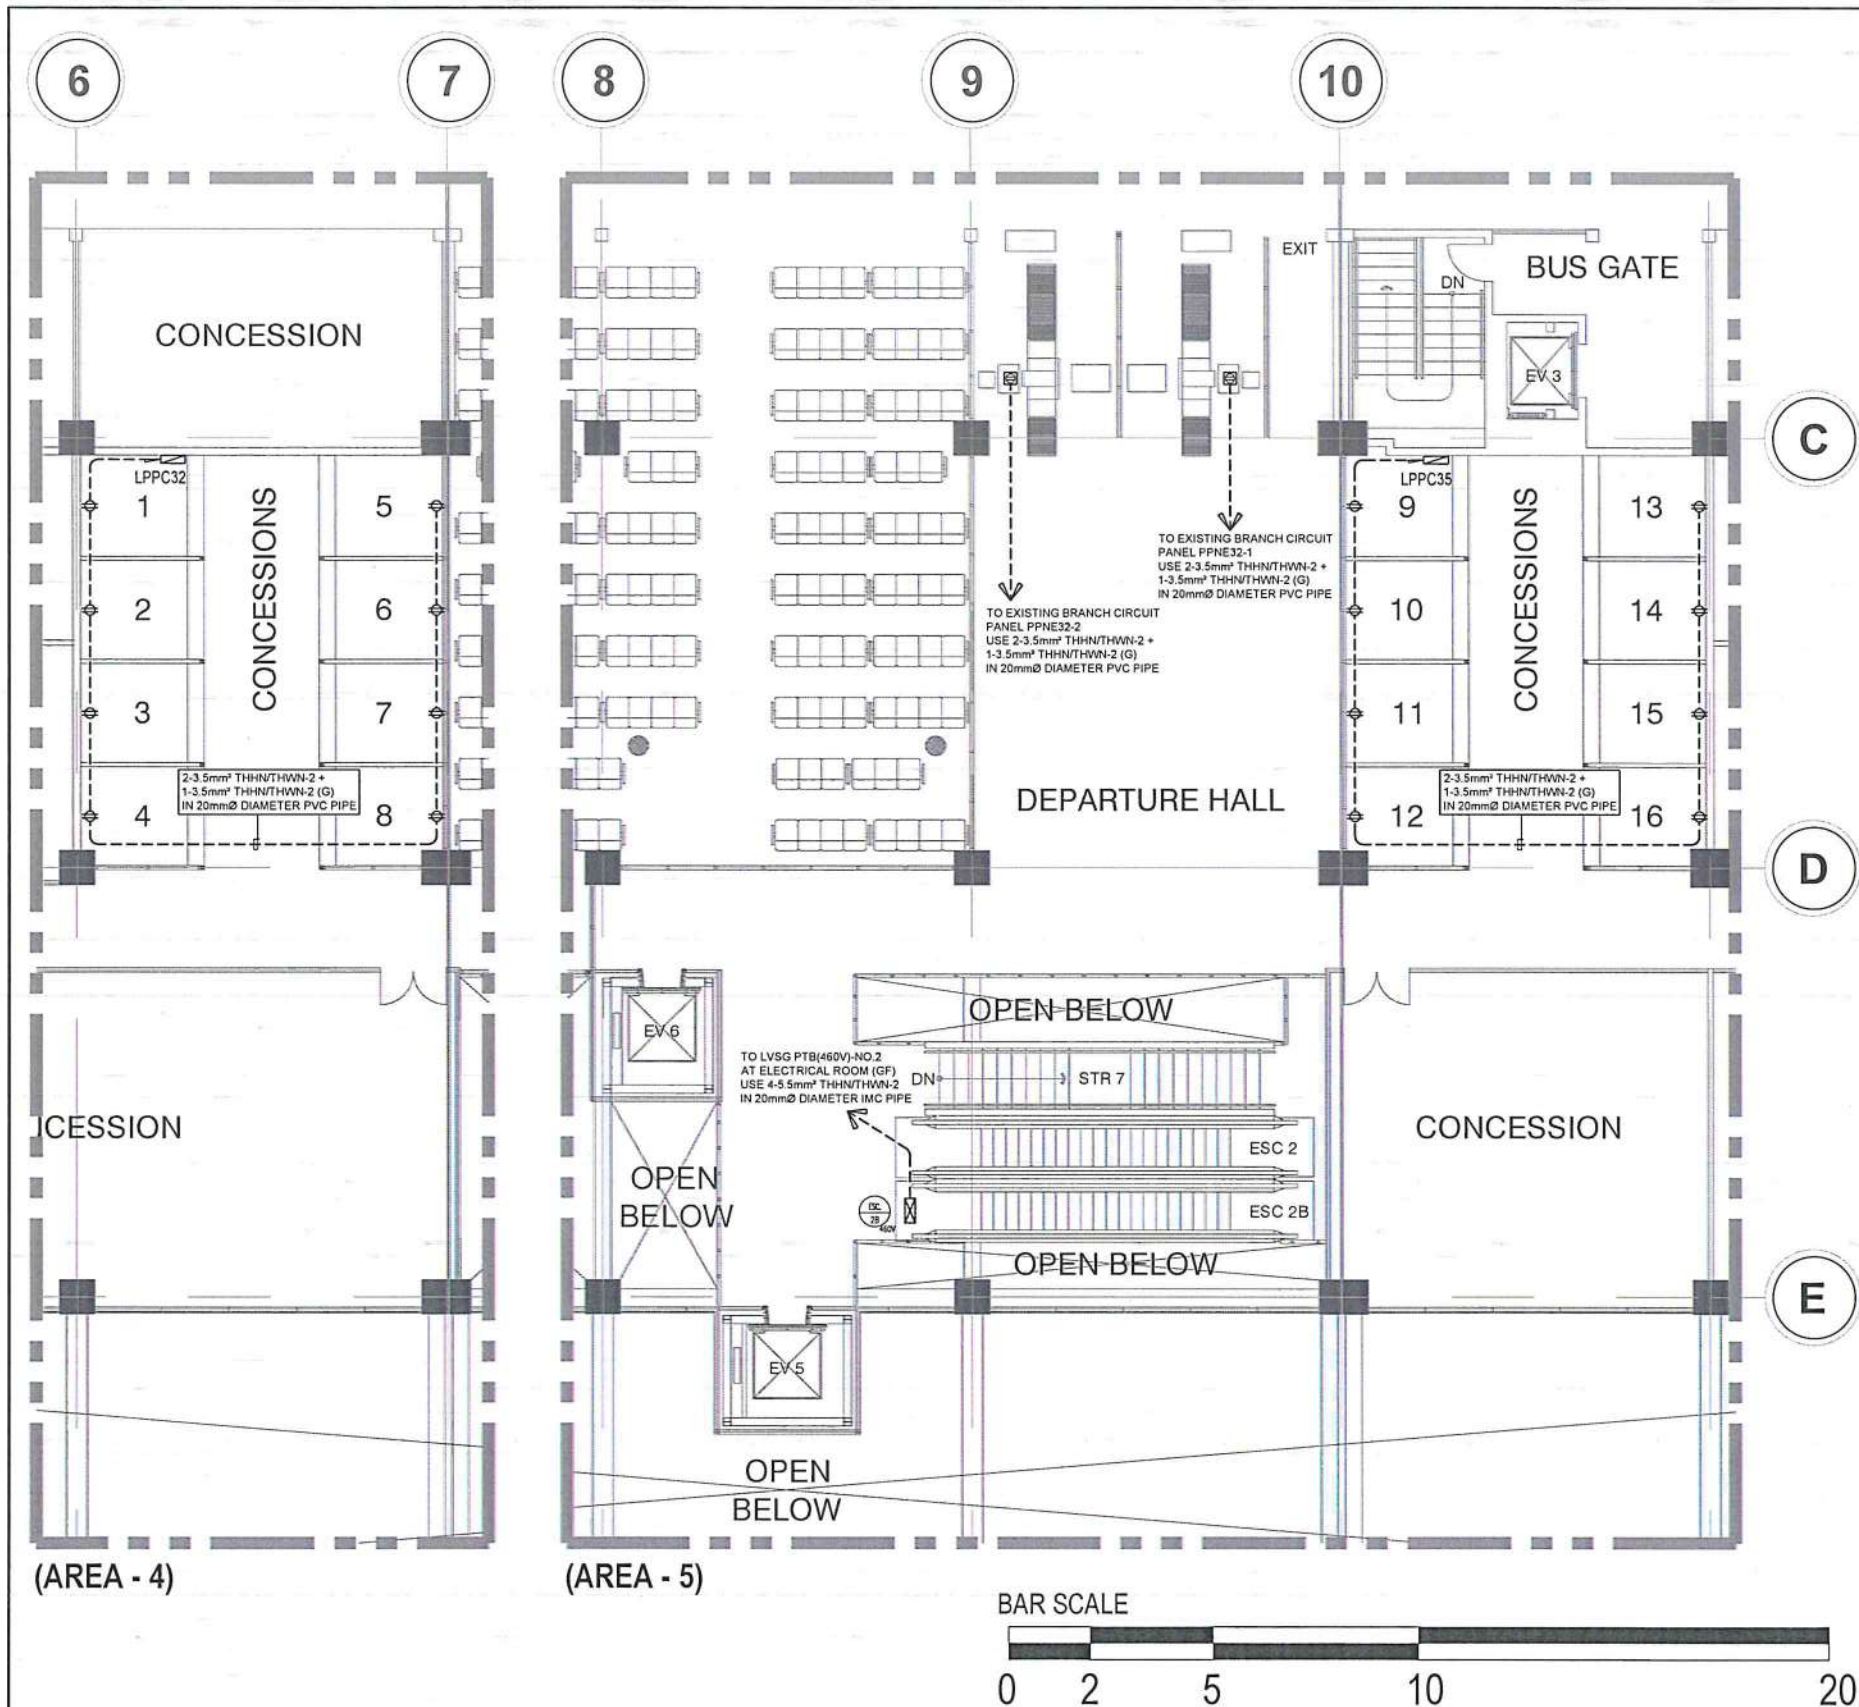 6
7
8
9
10
EXIT
DN
BUS GATE
EV 3
CONCESSION
C
LPPC32
1
2
3
4
CONCESSIONS
5
6
7
8
2-3.5mm² THHN/THWN-2 +
1-3.5mm² THHN/THWN-2 (G)
IN 20mmØ DIAMETER PVC PIPE
TO EXISTING BRANCH CIRCUIT
PANEL PPNE32-2
USE 2-3.5mm² THHN/THWN-2 +
1-3.5mm² THHN/THWN-2 (G)
IN 20mmØ DIAMETER PVC PIPE
TO EXISTING BRANCH CIRCUIT
PANEL PPNE32-1
USE 2-3.5mm² THHN/THWN-2 +
1-3.5mm² THHN/THWN-2 (G)
IN 20mmØ DIAMETER PVC PIPE
DEPARTURE HALL
LPPC35
9
10
11
12
CONCESSIONS
13
14
15
16
2-3.5mm² THHN/THWN-2 +
1-3.5mm² THHN/THWN-2 (G)
IN 20mmØ DIAMETER PVC PIPE
D
OPEN BELOW
EV 6
TO LVSG PTB(460V)-NO.2
AT ELECTRICAL ROOM (GF)
USE 4-5.5mm² THHN/THWN-2
IN 20mmØ DIAMETER IMC PIPE
DN
STR 7
ICESSION
CONCESSION
ESC 2
OPEN
BELOW
ESC.
2B
460V
ESC 2B
OPEN BELOW
E
EV 5
OPEN
BELOW
(AREA - 4)
(AREA - 5)
BAR SCALE
0 2 5 10 20